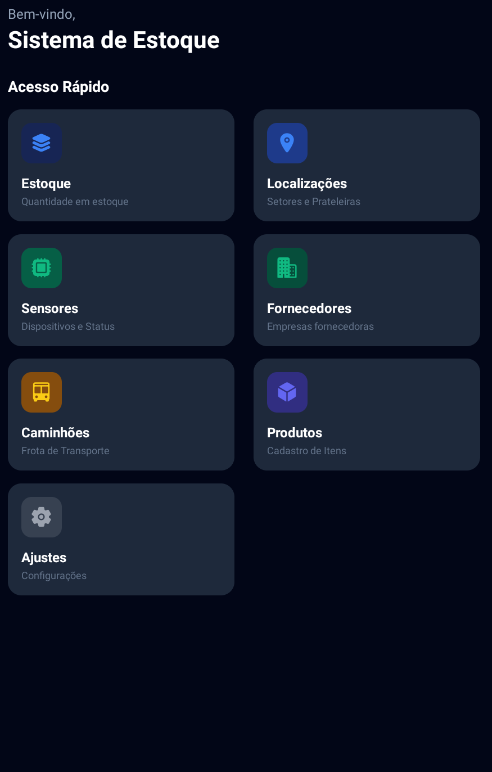 Bem-vindo,
Sistema de Estoque
Acesso Rápido
Estoque
Quantidade em estoque
Localizações
Setores e Prateleiras
Sensores
Dispositivos e Status
Fornecedores
Empresas fornecedoras
Caminhões
Frota de Transporte
Produtos
Cadastro de Itens
Ajustes
Configurações